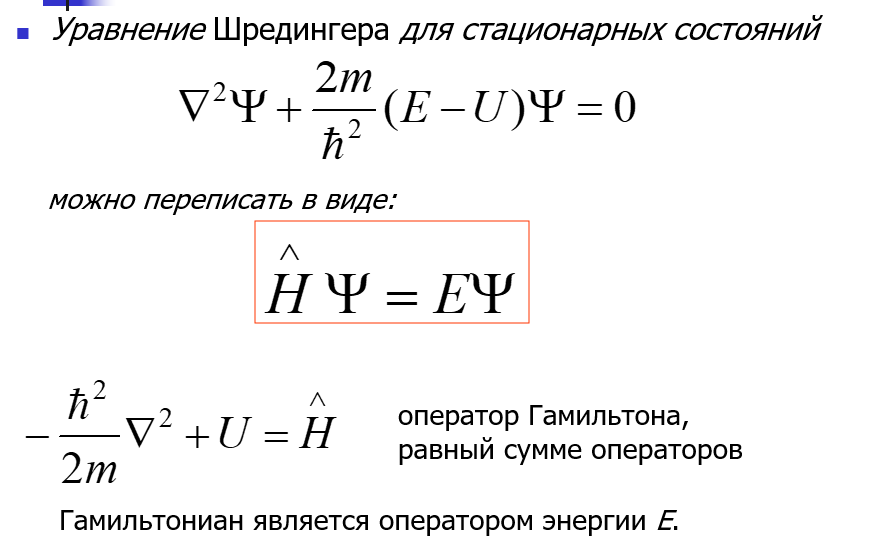 Уравнение Шредингера для стационарных состояний
∇²Ψ + 2m/ħ² (E − U)Ψ = 0
можно переписать в виде:
Ĥ Ψ = EΨ
− ħ²/2m ∇² + U = Ĥ
оператор Гамильтона,
равный сумме операторов
Гамильтониан является оператором энергии E.